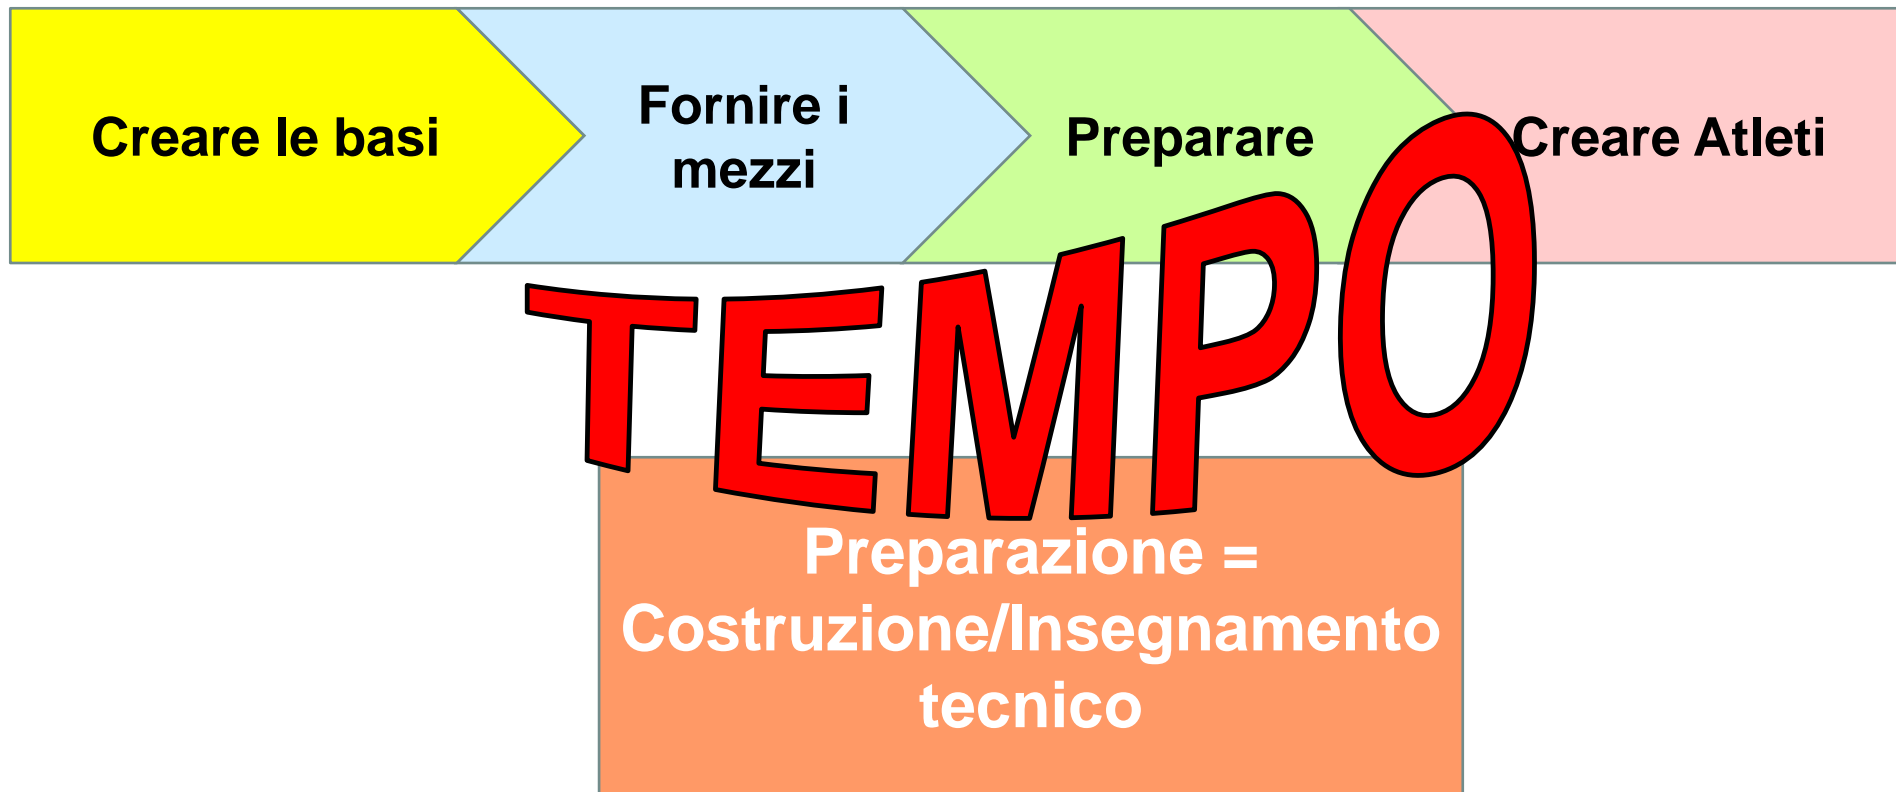 Creare le basi
Fornire i
mezzi
Preparare
Creare Atleti
TEMPO
Preparazione =
Costruzione/Insegnamento
tecnico